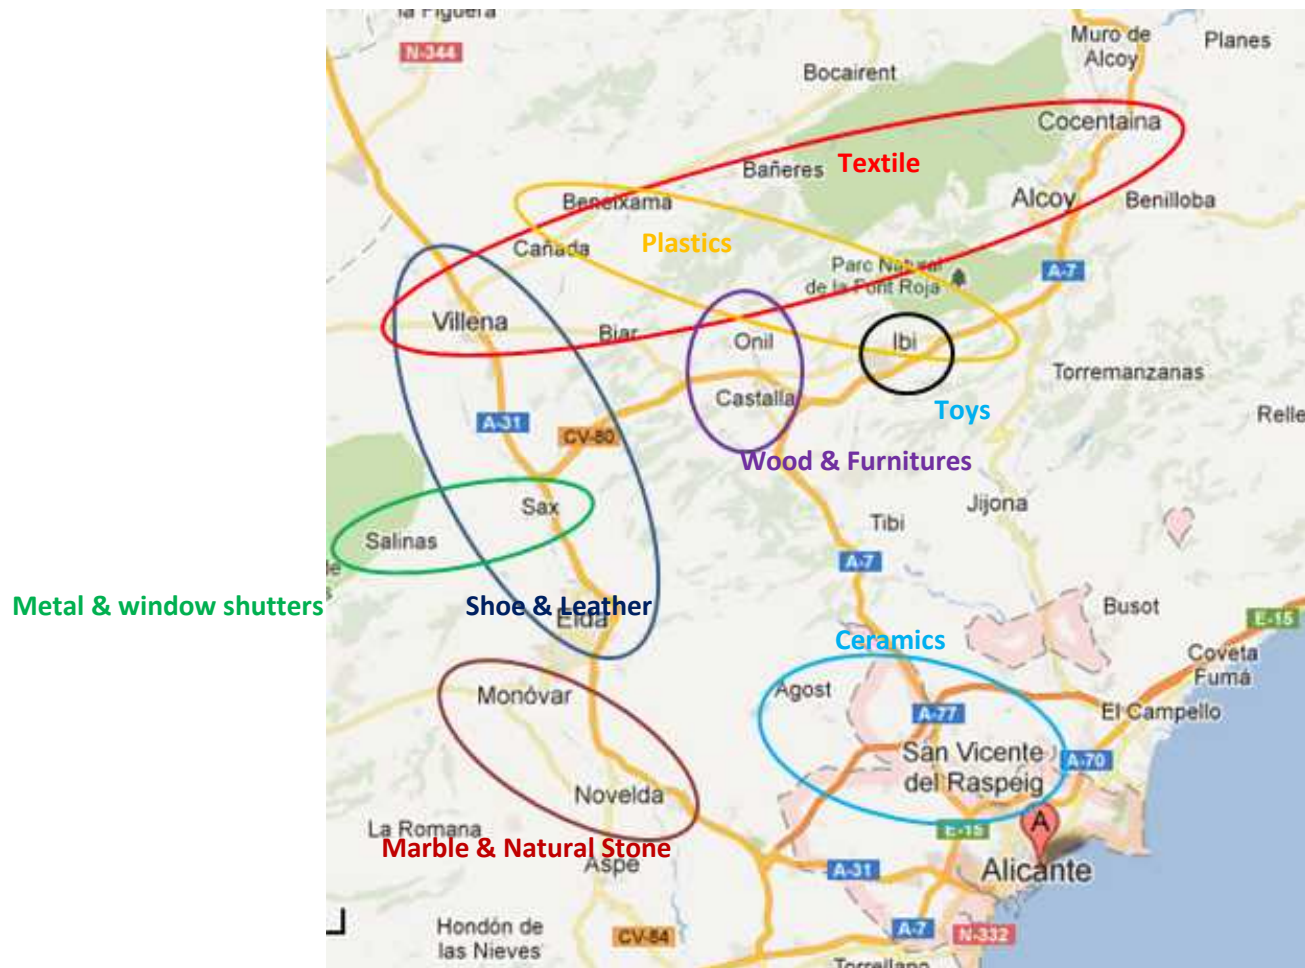 la Figuera
N-344
Muro de
Alcoy
Planes
Bocairent
Cocentaina
Bañeres
Textile
Alcoy
Benilloba
Beneixama
Plastics
Cañada
Parc Natural
de la Font Roja
A-7
Villena
Biar
Onil
Ibi
Torremanzanas
Castalla
Toys
Relle
A-31
CV-80
Wood & Furnitures
Sax
Jijona
Salinas
Tibi
A-7
Metal & window shutters
Shoe & Leather
Elda
Busot
E-15
Ceramics
Coveta
Fumá
Monóvar
Agost
A-77
El Campello
San Vicente
del Raspeig
A-70
Novelda
La Romana
E-15
A
Marble & Natural Stone
Aspe
A-31
Alicante
Hondón de
las Nieves
CV-84
A-7
N-332
Torrellano